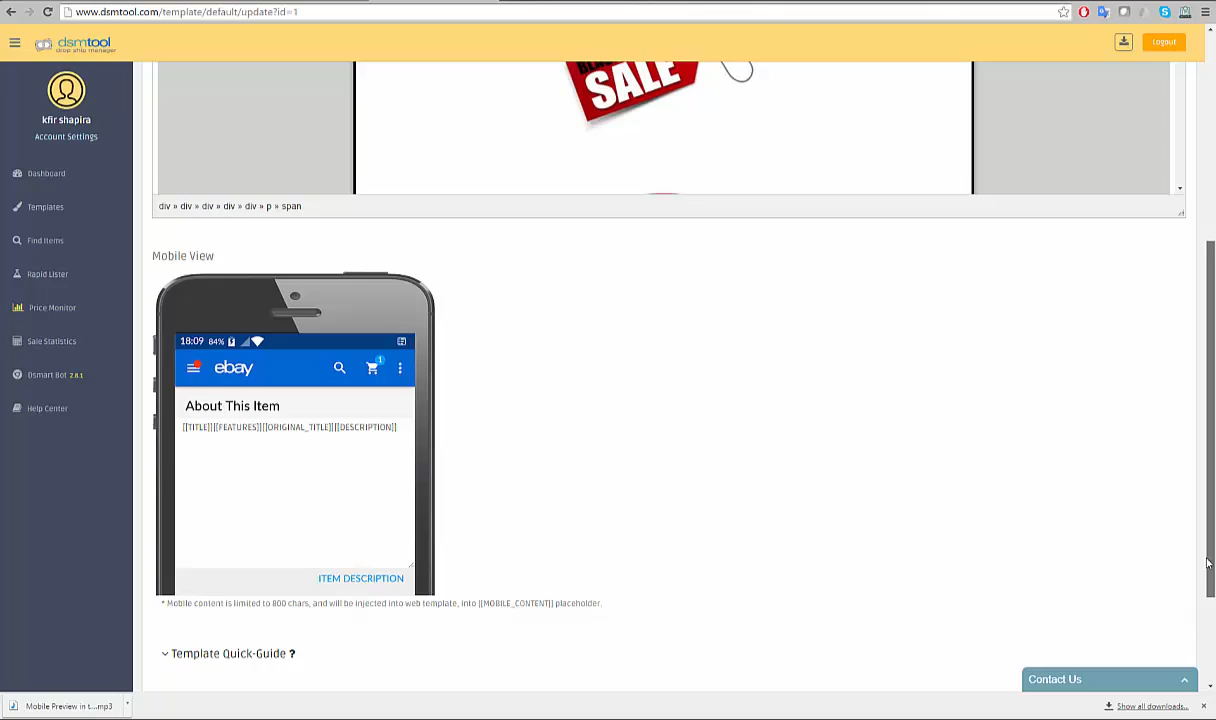 www.dsmtool.com/template/default/update?id=1
dsmtool
drop ship manager
Logout
kfir shapira
Account Settings
Dashboard
Templates
Find Items
Rapid Lister
Price Monitor
Sale Statistics
Dsmart Bot 2.8.1
Help Center
SALE
div » div » div » div » div » p » span
Mobile View
18:09 84%
ebay
1
About This Item
[[TITLE]][[FEATURES]][[ORIGINAL_TITLE]][[DESCRIPTION]]
ITEM DESCRIPTION
* Mobile content is limited to 800 chars, and will be injected into web template, into [[MOBILE_CONTENT]] placeholder.
Template Quick-Guide ?
Contact Us
Mobile Preview in t....mp3
Show all downloads...